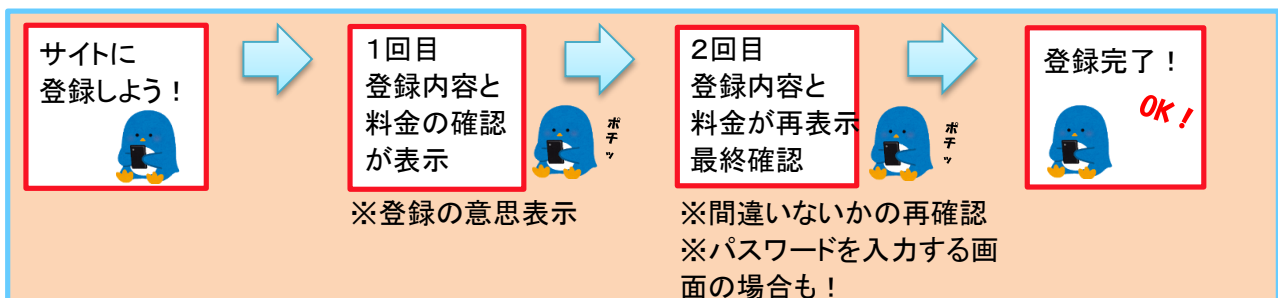 サイトに
登録しよう！
１回目
登録内容と
料金の確認
が表示
ポチッ
※登録の意思表示
２回目
登録内容と
料金が再表示
最終確認
ポチッ
※間違いないかの再確認
※パスワードを入力する画
面の場合も！
登録完了！
OK！